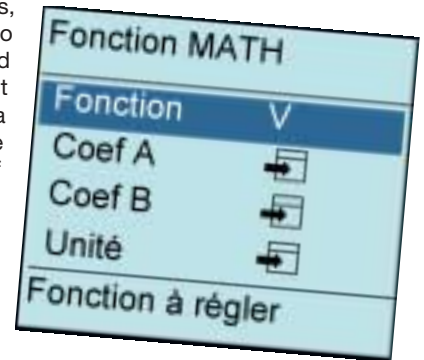 Fonction MATH
Fonction V
Coef A
Coef B
Unité
Fonction à régler